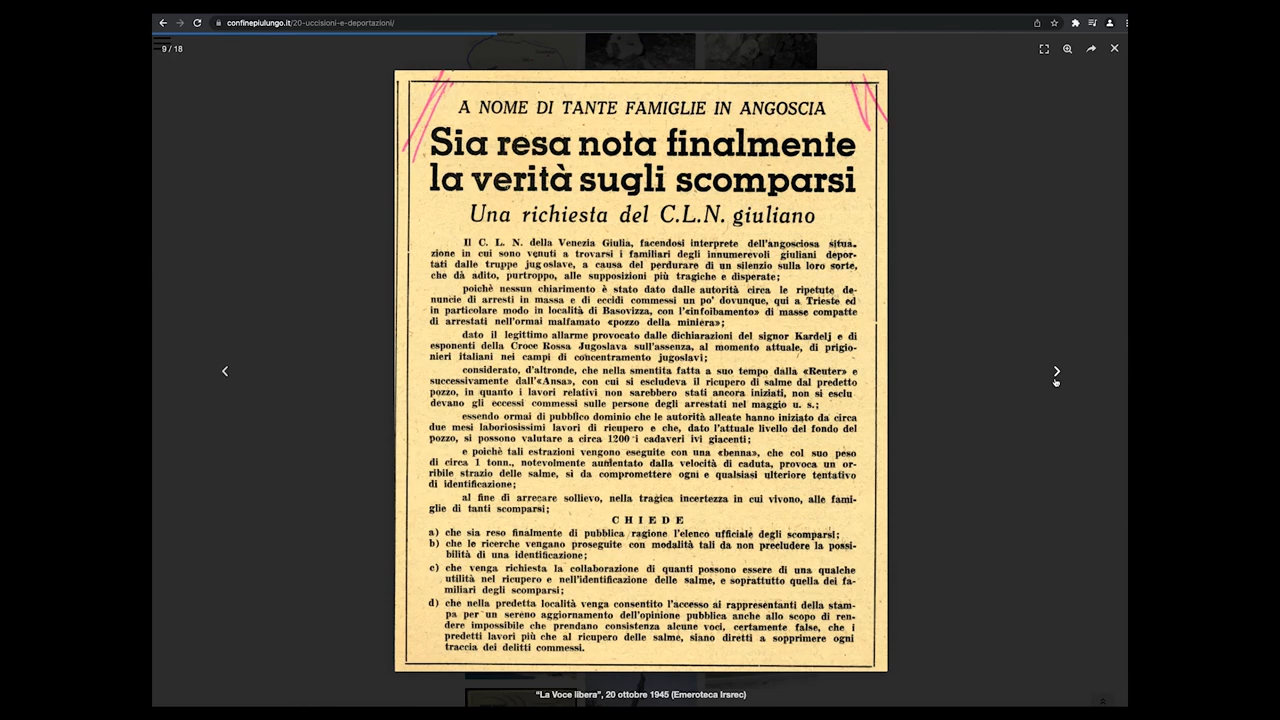 confinepiulungo.it/20-uccisioni-e-deportazioni/
9 / 18
A NOME DI TANTE FAMIGLIE IN ANGOSCIA
Sia resa nota finalmente
la verità sugli scomparsi
Una richiesta del C.L.N. giuliano
Il C. L. N. della Venezia Giulia, facendosi interprete dell'angosciosa situa-
zione in cui sono venuti a trovarsi i familiari degli innumerevoli giuliani depor-
tati dalle truppe jugoslave, a causa del perdurare di un silenzio sulla loro sorte,
che dà adito, purtroppo, alle supposizioni più tragiche e disperate;
poichè nessun chiarimento è stato dato dalle autorità circa le ripetute de-
nuncie di arresti in massa e di eccidi commessi un po' dovunque, qui a Trieste ed
in particolare modo in località di Basovizza, con l'«infoibamento» di masse compatte
di arrestati nell'ormai malfamato «pozzo della miniera»;
dato il legittimo allarme provocato dalle dichiarazioni del signor Kardelj e di
esponenti della Croce Rossa Jugoslava sull'assenza, al momento attuale, di prigio-
nieri italiani nei campi di concentramento jugoslavi;
considerato, d'altronde, che nella smentita fatta a suo tempo dalla «Reuter» e
successivamente dall'«Ansa», con cui si escludeva il ricupero di salme dal predetto
pozzo, in quanto i lavori relativi non sarebbero stati ancora iniziati, non si esclu
devano gli eccessi commessi sulle persone degli arrestati nel maggio u. s.;
essendo ormai di pubblico dominio che le autorità alleate hanno iniziato da circa
due mesi laboriosissimi lavori di ricupero e che, dato l'attuale livello del fondo del
pozzo, si possono valutare a circa 1200 i cadaveri ivi giacenti;
e poichè tali estrazioni vengono eseguite con una «benna», che col suo peso
di circa 1 tonn., notevolmente aumentato dalla velocità di caduta, provoca un or-
ribile strazio delle salme, sì da compromettere ogni e qualsiasi ulteriore tentativo
di identificazione;
al fine di arrecare sollievo, nella tragica incertezza in cui vivono, alle fami-
glie di tanti scomparsi;
CHIEDE
a) che sia reso finalmente di pubblica ragione l'elenco ufficiale degli scomparsi;
b) che le ricerche vengano proseguite con modalità tali da non precludere la possi-
bilità di una identificazione;
c) che venga richiesta la collaborazione di quanti possono essere di una qualche
utilità nel ricupero e nell'identificazione delle salme, e soprattutto quella dei fa-
miliari degli scomparsi;
d) che nella predetta località venga consentito l'accesso ai rappresentanti della stam-
pa per un sereno aggiornamento dell'opinione pubblica anche allo scopo di ren-
dere impossibile che prendano consistenza alcune voci, certamente false, che i
predetti lavori più che al ricupero delle salme, siano diretti a sopprimere ogni
traccia dei delitti commessi.
"La Voce libera", 20 ottobre 1945 (Emeroteca Irsrec)